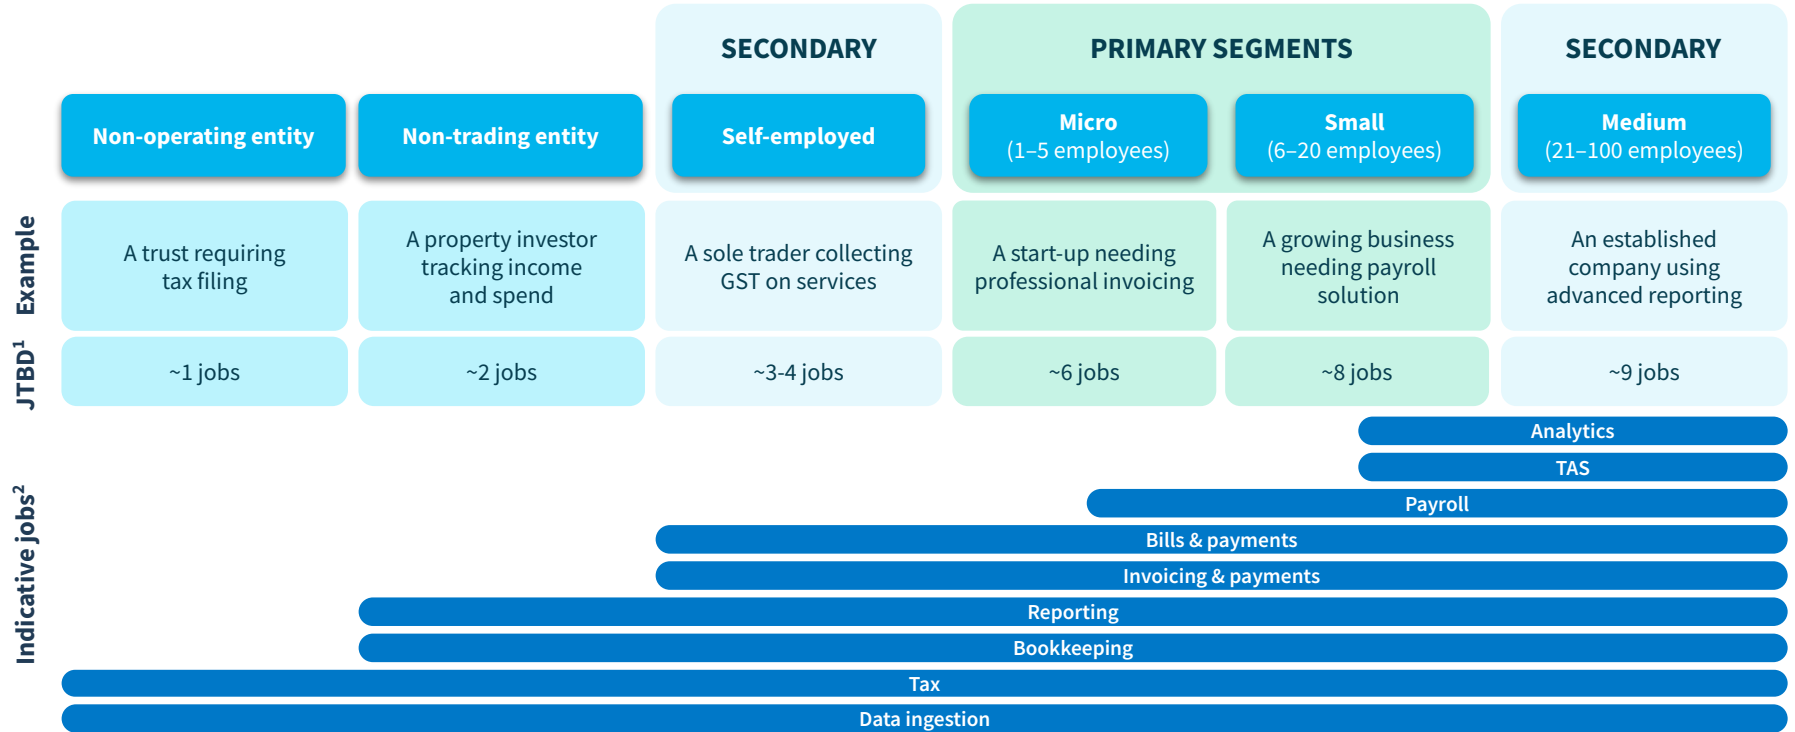 SECONDARY
PRIMARY SEGMENTS
SECONDARY
Non-operating entity
Non-trading entity
Self-employed
Micro
(1–5 employees)
Small
(6–20 employees)
Medium
(21–100 employees)
Example
A trust requiring
tax filing
A property investor
tracking income
and spend
A sole trader collecting
GST on services
A start-up needing
professional invoicing
A growing business
needing payroll
solution
An established
company using
advanced reporting
JTBD¹
~1 jobs
~2 jobs
~3-4 jobs
~6 jobs
~8 jobs
~9 jobs
Indicative jobs²
Analytics
TAS
Payroll
Bills & payments
Invoicing & payments
Reporting
Bookkeeping
Tax
Data ingestion